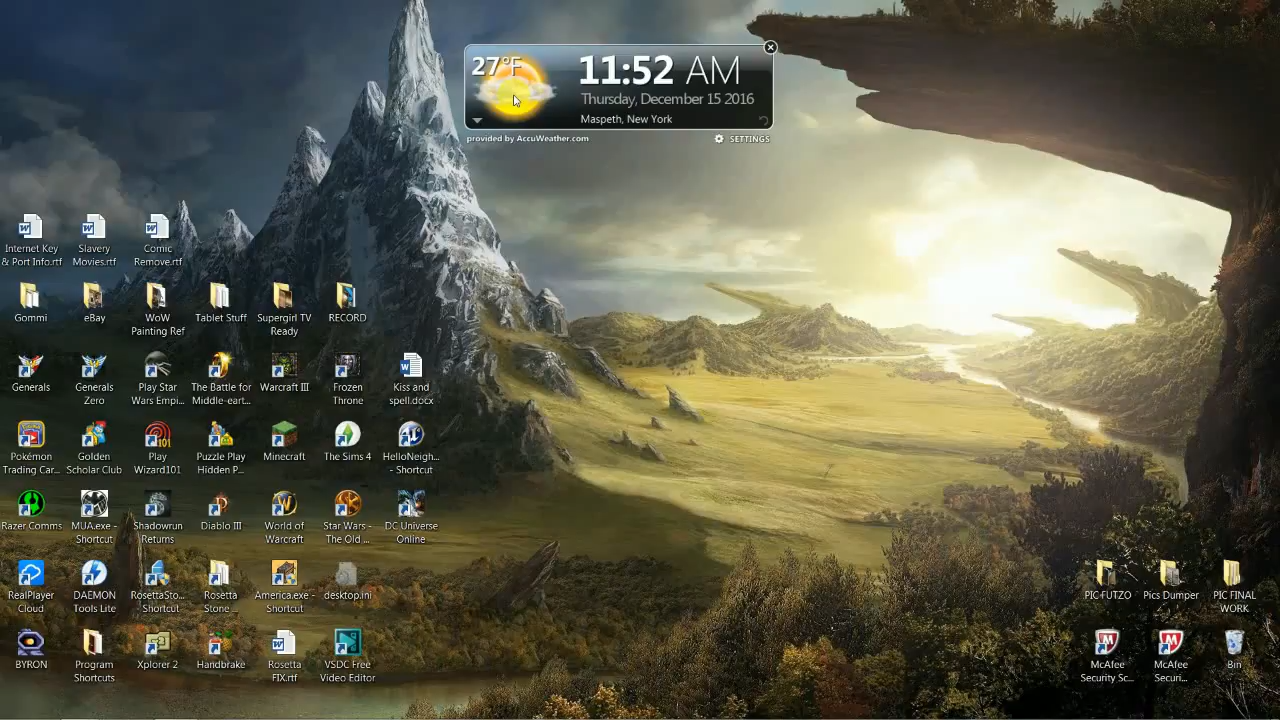 27°F
11:52 AM
Thursday, December 15 2016
Maspeth, New York
provided by AccuWeather.com
SETTINGS
Internet Key
& Port Info.rtf
Slavery
Movies.rtf
Comic
Remove.rtf
Gommi
eBay
WoW
Painting Ref
Tablet Stuff
Supergirl TV
Ready
RECORD
Generals
Generals
Zero
Play Star
Wars Empi...
The Battle for
Middle-eart...
Warcraft III
Frozen
Throne
Kiss and
spell.docx
Pokémon
Trading Car...
Golden
Scholar Club
Play
Wizard101
Puzzle Play
Hidden P...
Minecraft
The Sims 4
HelloNeigh...
- Shortcut
Razer Comms
MUA.exe -
Shortcut
Shadowrun
Returns
Diablo III
World of
Warcraft
Star Wars -
The Old ...
DC Universe
Online
RealPlayer
Cloud
DAEMON
Tools Lite
RosettaSto...
- Shortcut
Rosetta
Stone ...
America.exe -
Shortcut
desktop.ini
PIC FUTZO
Pics Dumper
PIC FINAL
WORK
BYRON
Program
Shortcuts
Xplorer 2
Handbrake
Rosetta
FIX.rtf
VSDC Free
Video Editor
McAfee
Security Sc...
McAfee
Securi...
Bin